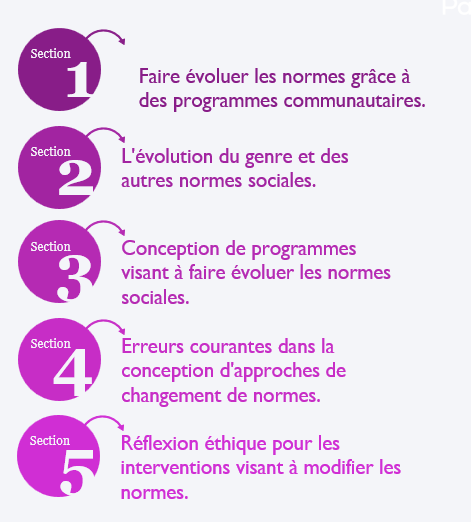 Section
1
Faire évoluer les normes grâce à
des programmes communautaires.
Section
2
L'évolution du genre et des
autres normes sociales.
Section
3
Conception de programmes
visant à faire évoluer les normes
sociales.
Section
4
Erreurs courantes dans la
conception d'approches de
changement de normes.
Section
5
Réflexion éthique pour les
interventions visant à modifier les
normes.